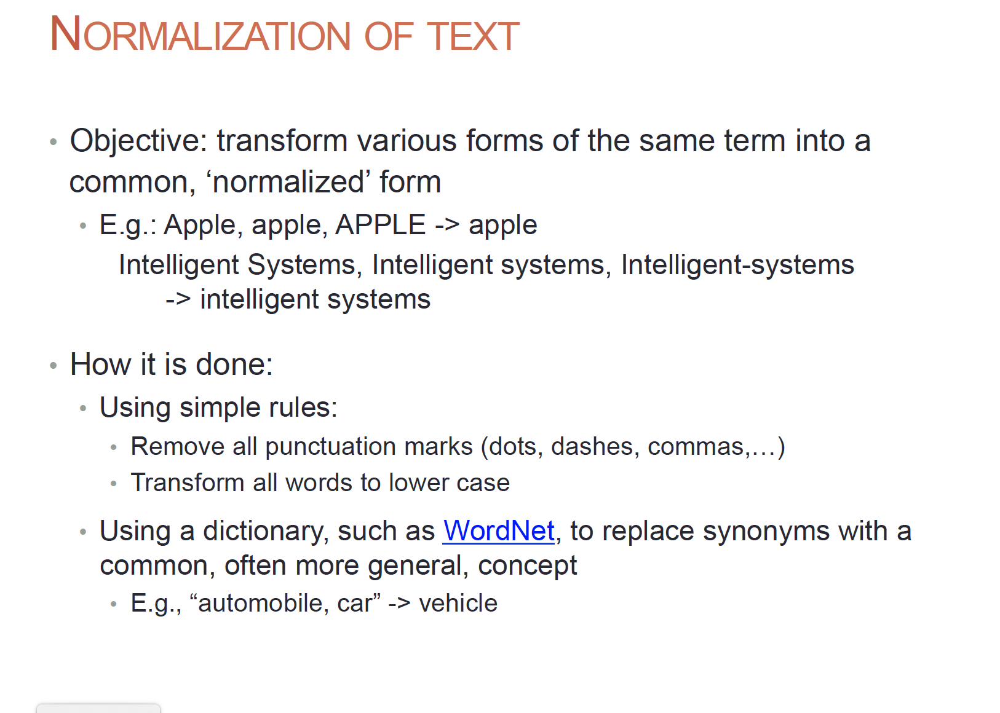 NORMALIZATION OF TEXT
• Objective: transform various forms of the same term into a
common, ‘normalized’ form
• E.g.: Apple, apple, APPLE -> apple
Intelligent Systems, Intelligent systems, Intelligent-systems
-> intelligent systems
• How it is done:
• Using simple rules:
• Remove all punctuation marks (dots, dashes, commas,…)
• Transform all words to lower case
• Using a dictionary, such as WordNet, to replace synonyms with a
common, often more general, concept
• E.g., “automobile, car” -> vehicle